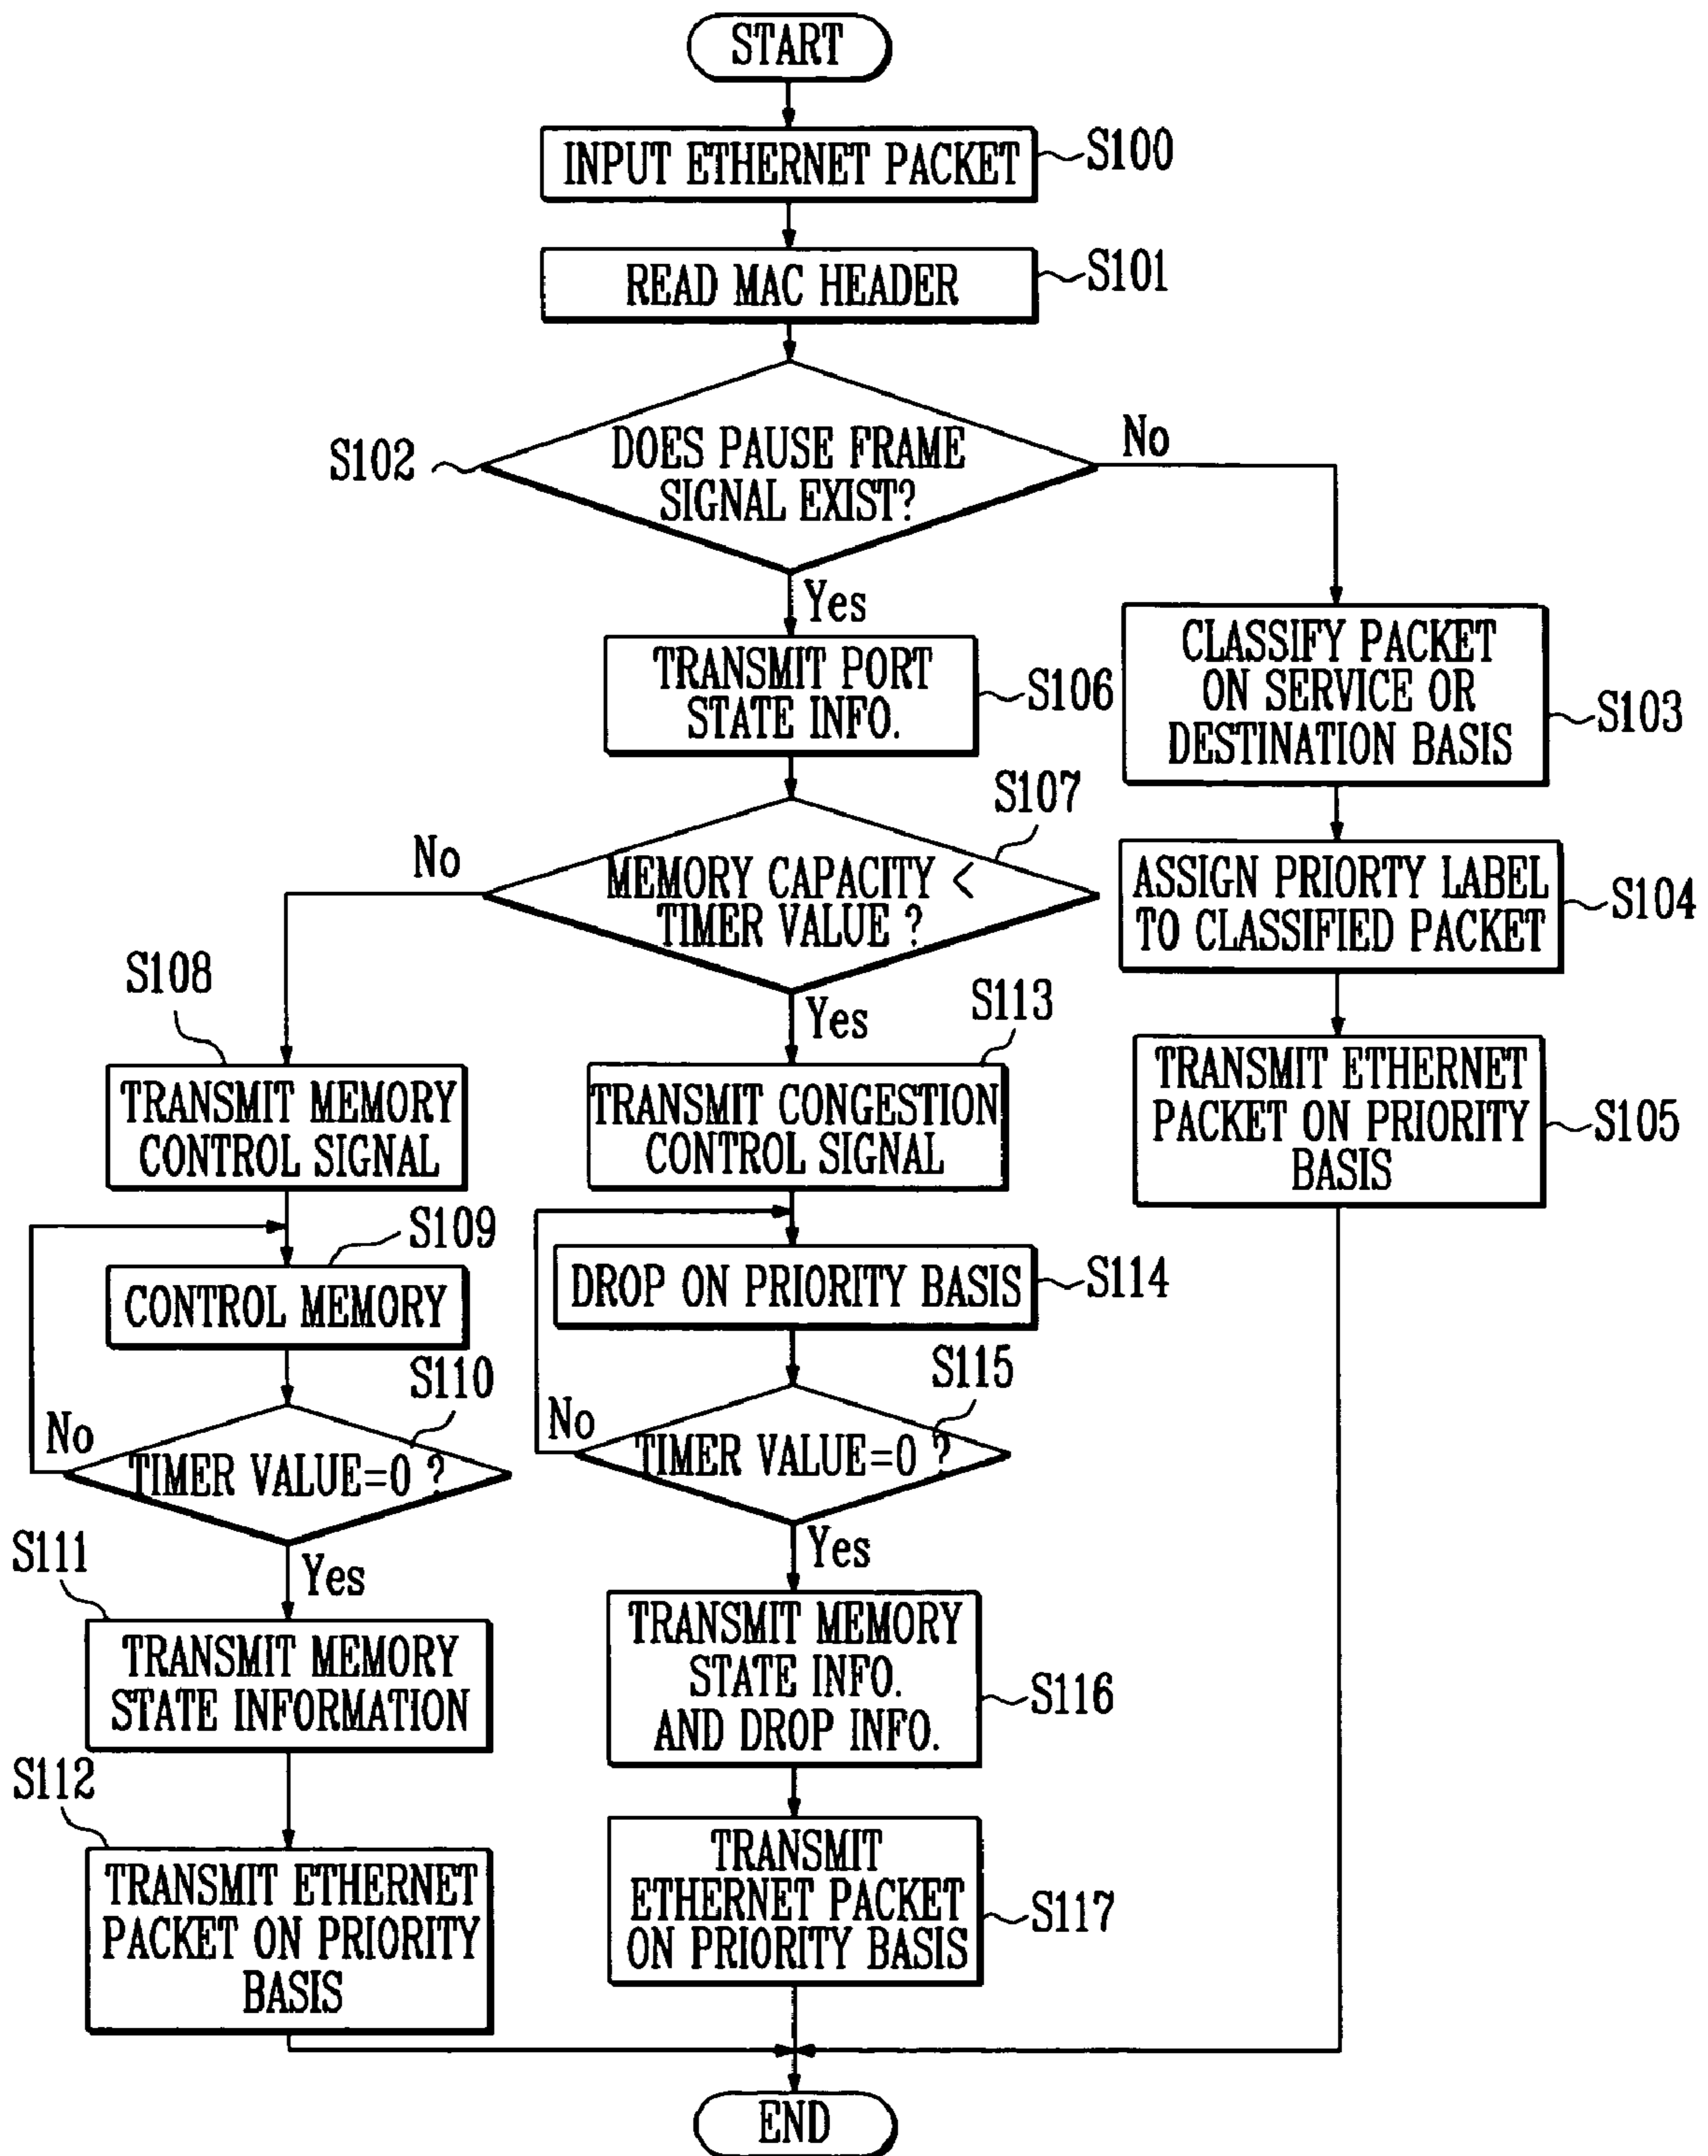 START
INPUT ETHERNET PACKET
S100
READ MAC HEADER
S101
S102
DOES PAUSE FRAME
SIGNAL EXIST?
No
Yes
TRANSMIT PORT
STATE INFO.
S106
CLASSIFY PACKET
ON SERVICE OR
DESTINATION BASIS
S103
S107
No
MEMORY CAPACITY <
TIMER VALUE ?
Yes
ASSIGN PRIORTY LABEL
TO CLASSIFIED PACKET
S104
S108
TRANSMIT MEMORY
CONTROL SIGNAL
S113
TRANSMIT CONGESTION
CONTROL SIGNAL
TRANSMIT ETHERNET
PACKET ON PRIORITY
BASIS
S105
S109
CONTROL MEMORY
DROP ON PRIORITY BASIS
S114
S110
No
TIMER VALUE=0 ?
Yes
S115
No
TIMER VALUE=0 ?
Yes
S111
TRANSMIT MEMORY
STATE INFORMATION
TRANSMIT MEMORY
STATE INFO.
AND DROP INFO.
S116
S112
TRANSMIT ETHERNET
PACKET ON PRIORITY
BASIS
TRANSMIT
ETHERNET PACKET
ON PRIORITY BASIS
S117
END